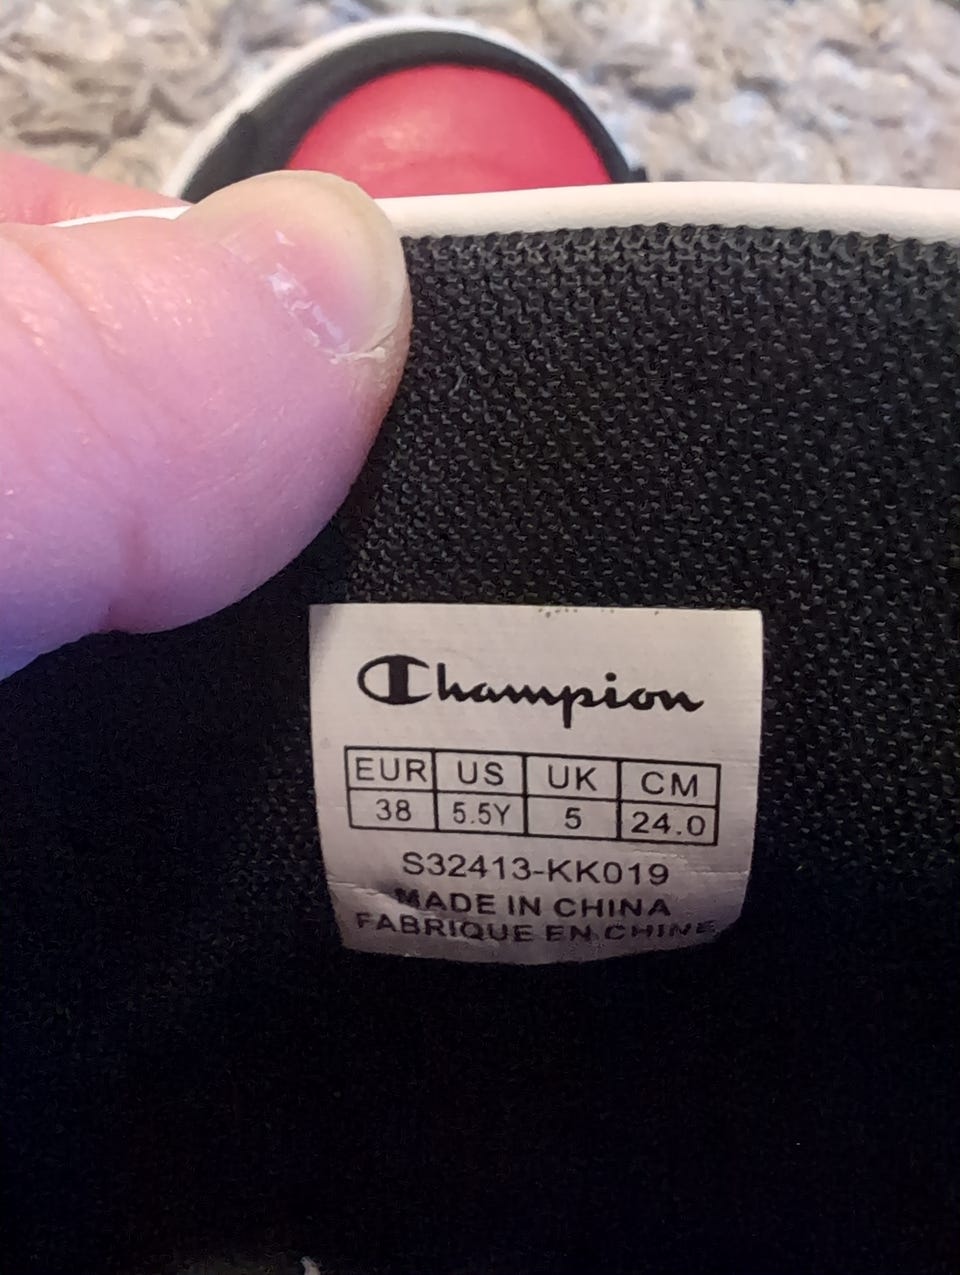 Champion
EUR US UK CM
38 5.5Y 5 24.0
S32413-KK019
MADE IN CHINA
FABRIQUE EN CHINE